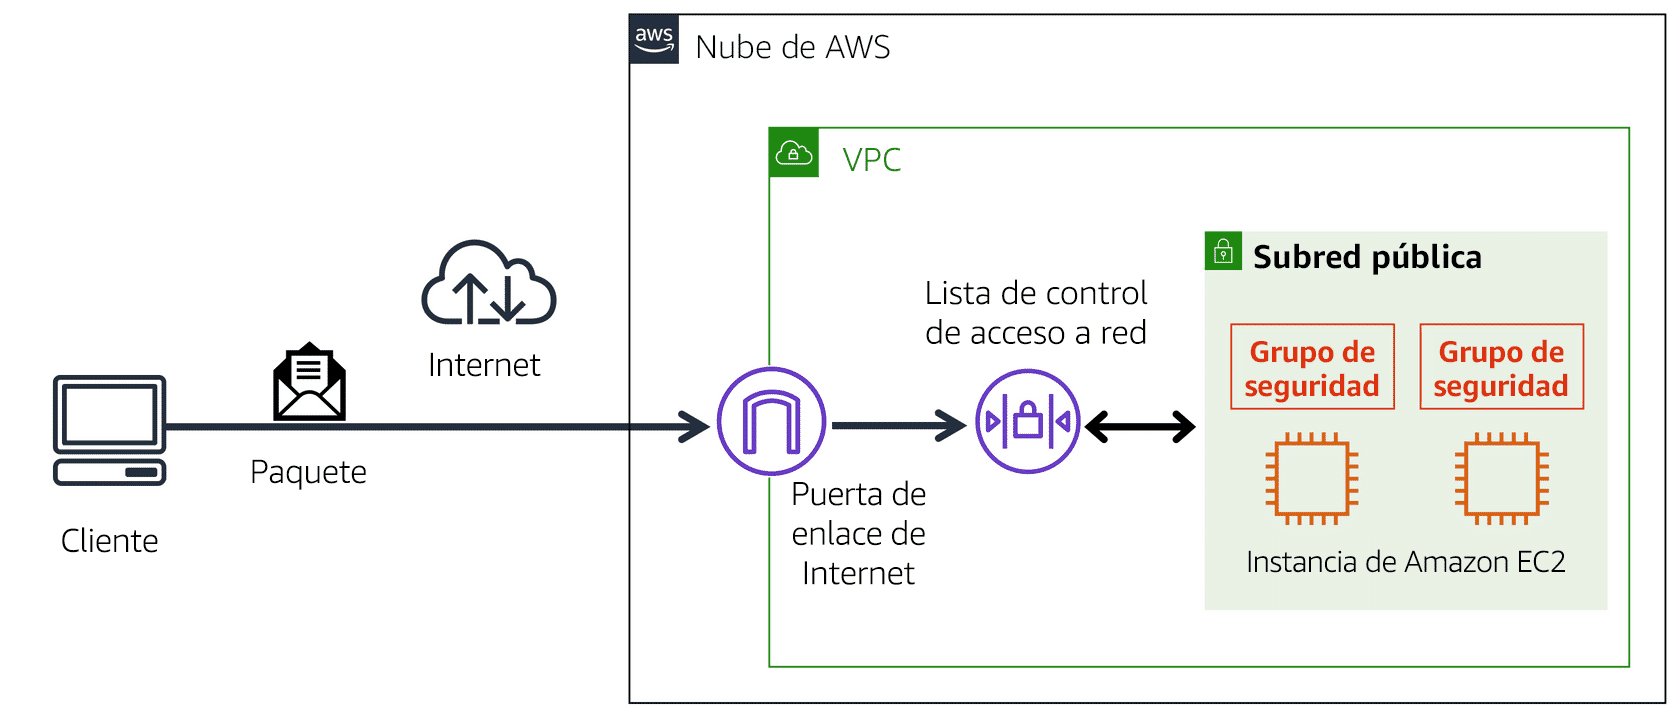 aws
Nube de AWS
VPC
Subred pública
Lista de control
de acceso a red
Internet
Grupo de
seguridad
Grupo de
seguridad
Paquete
Puerta de
enlace de
Internet
Cliente
Instancia de Amazon EC2